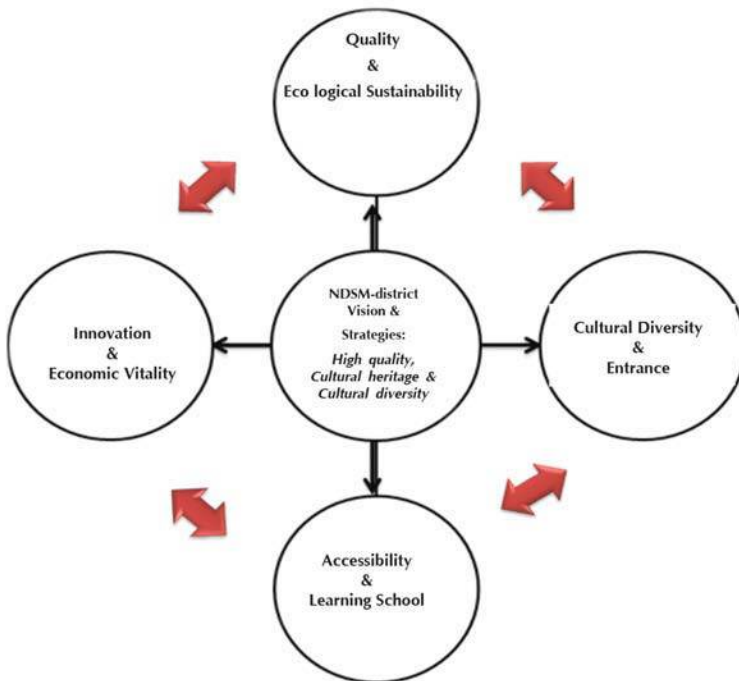 Quality
&
Eco logical Sustainability
NDSM-district
Vision &
Strategies:
High quality,
Cultural heritage &
Cultural diversity
Innovation
&
Economic Vitality
Cultural Diversity
&
Entrance
Accessibility
&
Learning School